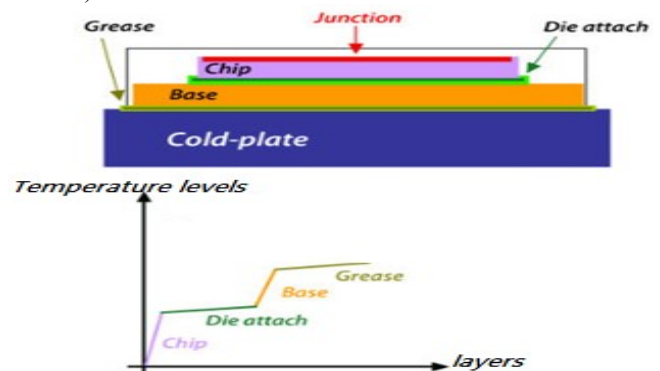 Junction
Grease
Die attach
Chip
Base
Cold-plate
Temperature levels
Grease
Base
Die attach
Chip
layers